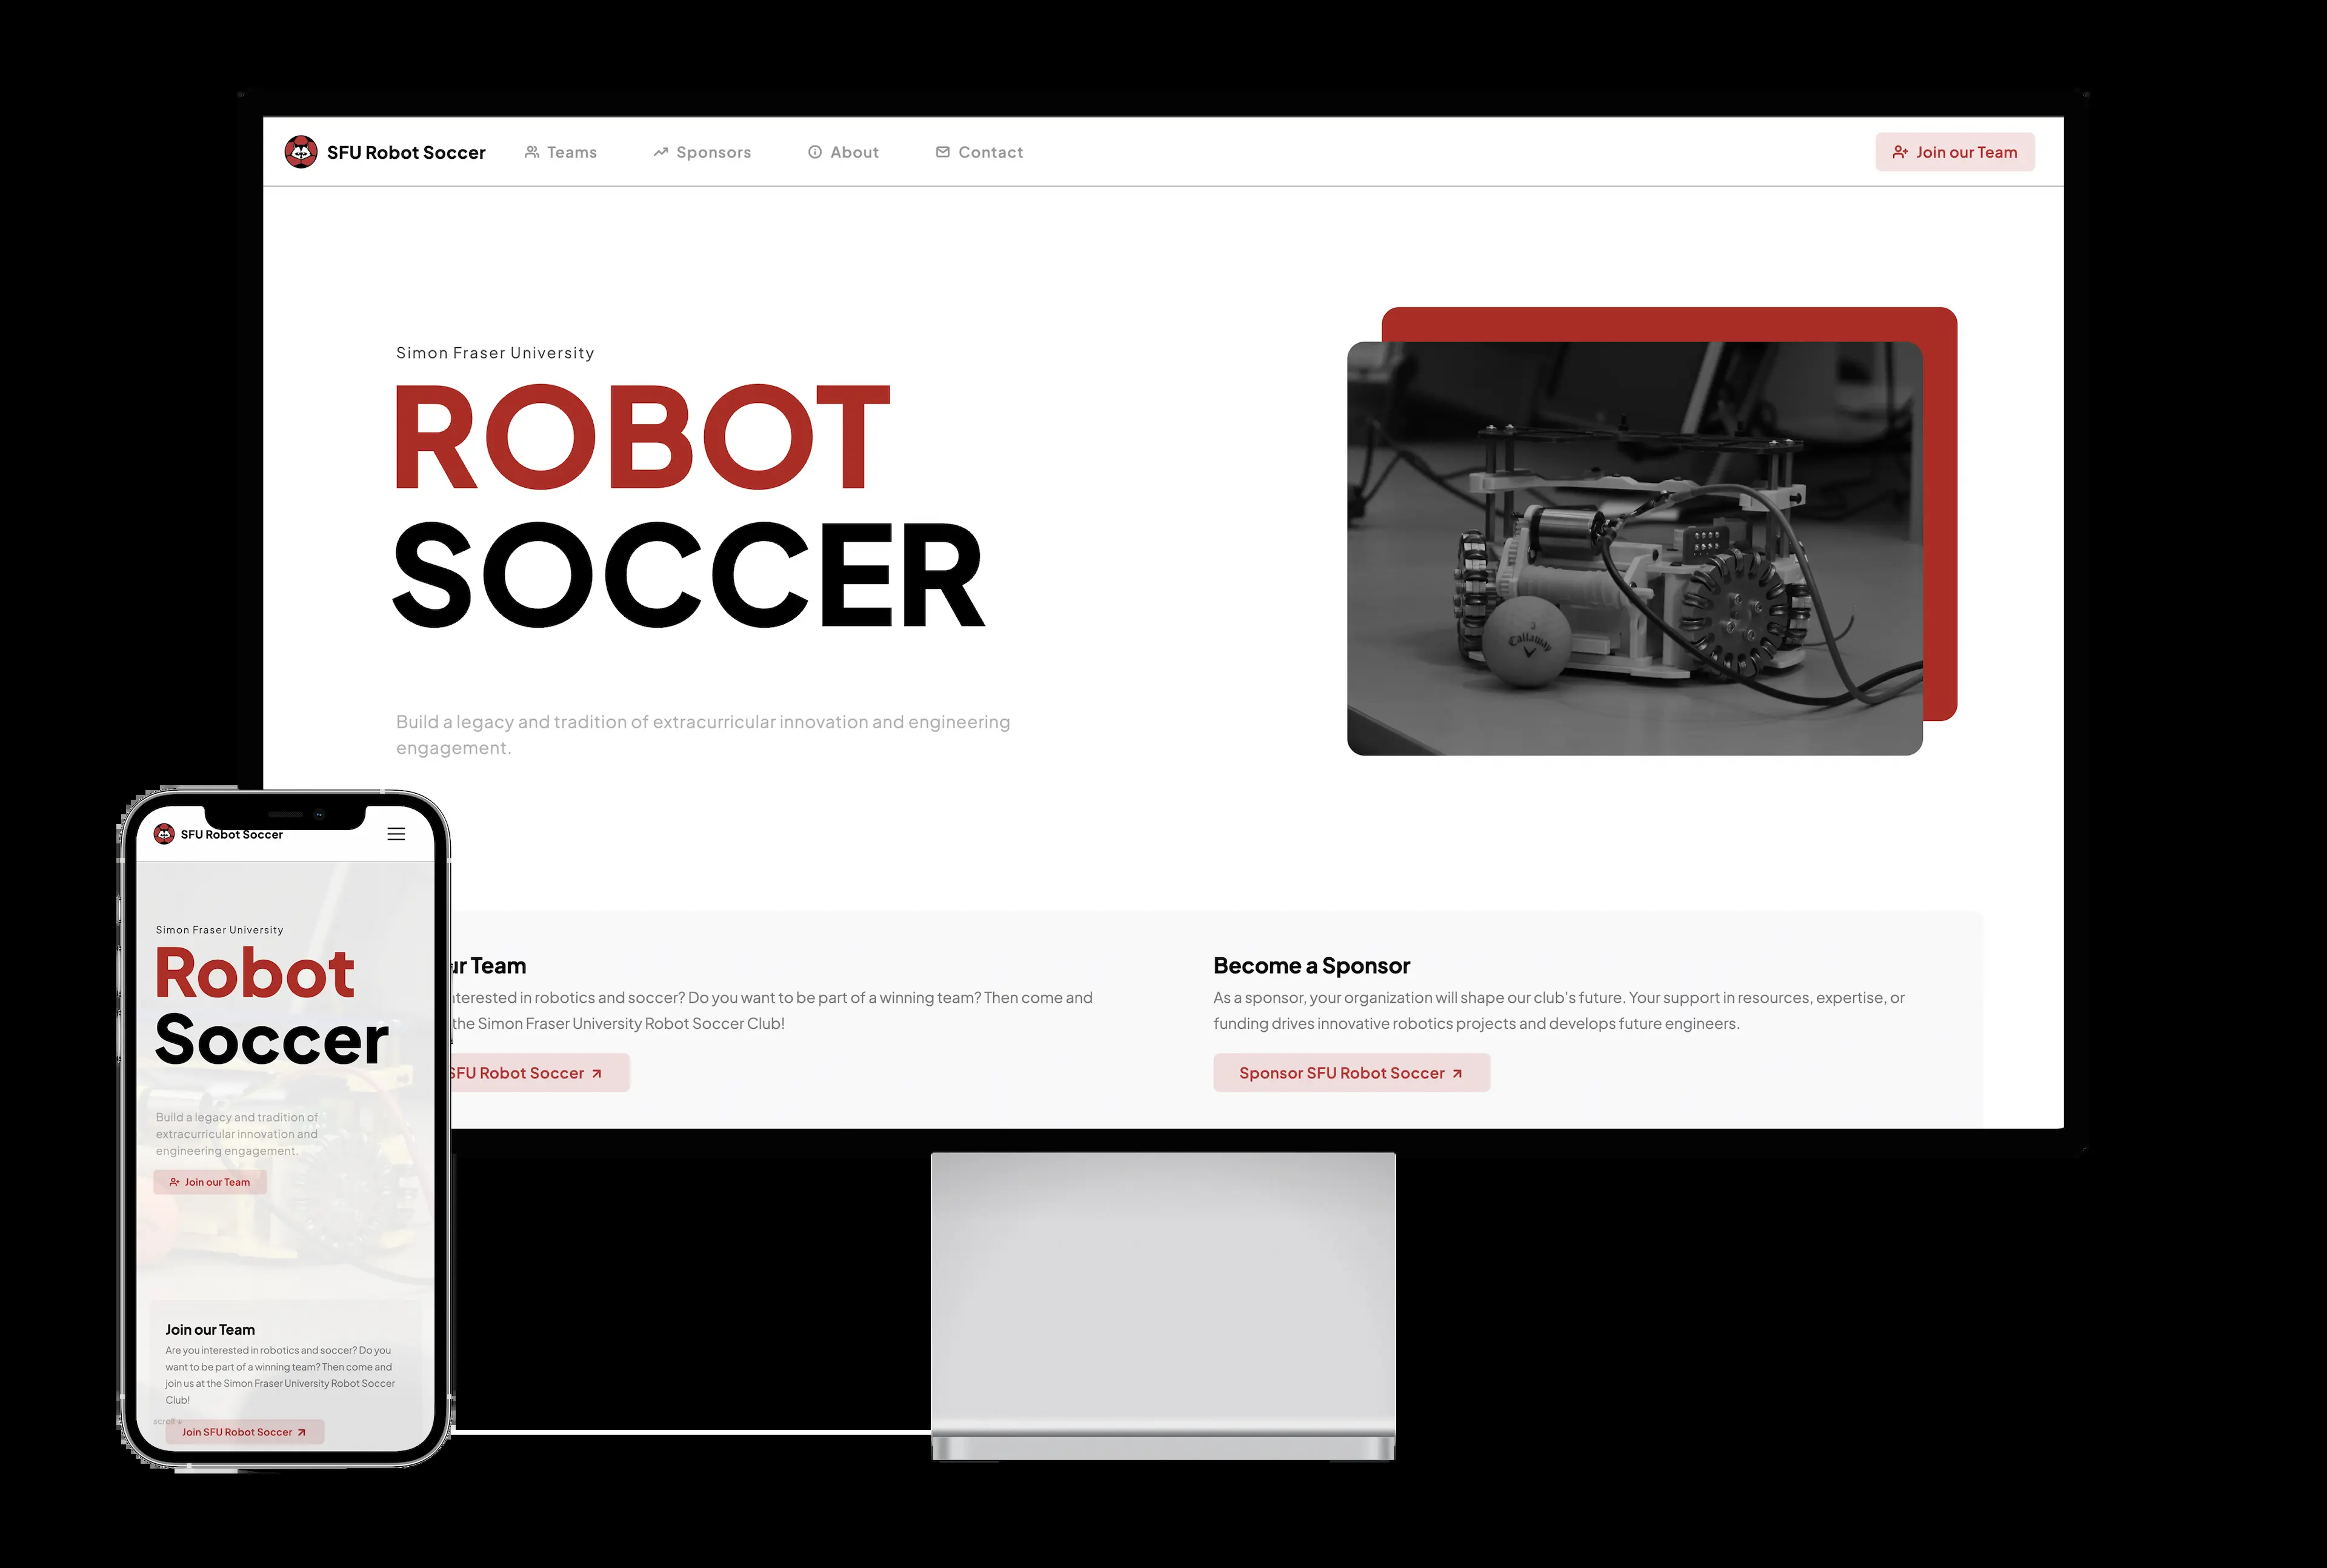 SFU Robot Soccer
Teams
Sponsors
About
Contact
Join our Team
Simon Fraser University
ROBOT
SOCCER
Build a legacy and tradition of extracurricular innovation and engineering
engagement.
Callaway
ur Team
nterested in robotics and soccer? Do you want to be part of a winning team? Then come and
the Simon Fraser University Robot Soccer Club!
SFU Robot Soccer
Become a Sponsor
As a sponsor, your organization will shape our club's future. Your support in resources, expertise, or
funding drives innovative robotics projects and develops future engineers.
Sponsor SFU Robot Soccer
SFU Robot Soccer
Simon Fraser University
Robot
Soccer
Build a legacy and tradition of
extracurricular innovation and
engineering engagement.
Join our Team
Join our Team
Are you interested in robotics and soccer? Do you
want to be part of a winning team? Then come and
join us at the Simon Fraser University Robot Soccer
Club!
scroll
Join SFU Robot Soccer